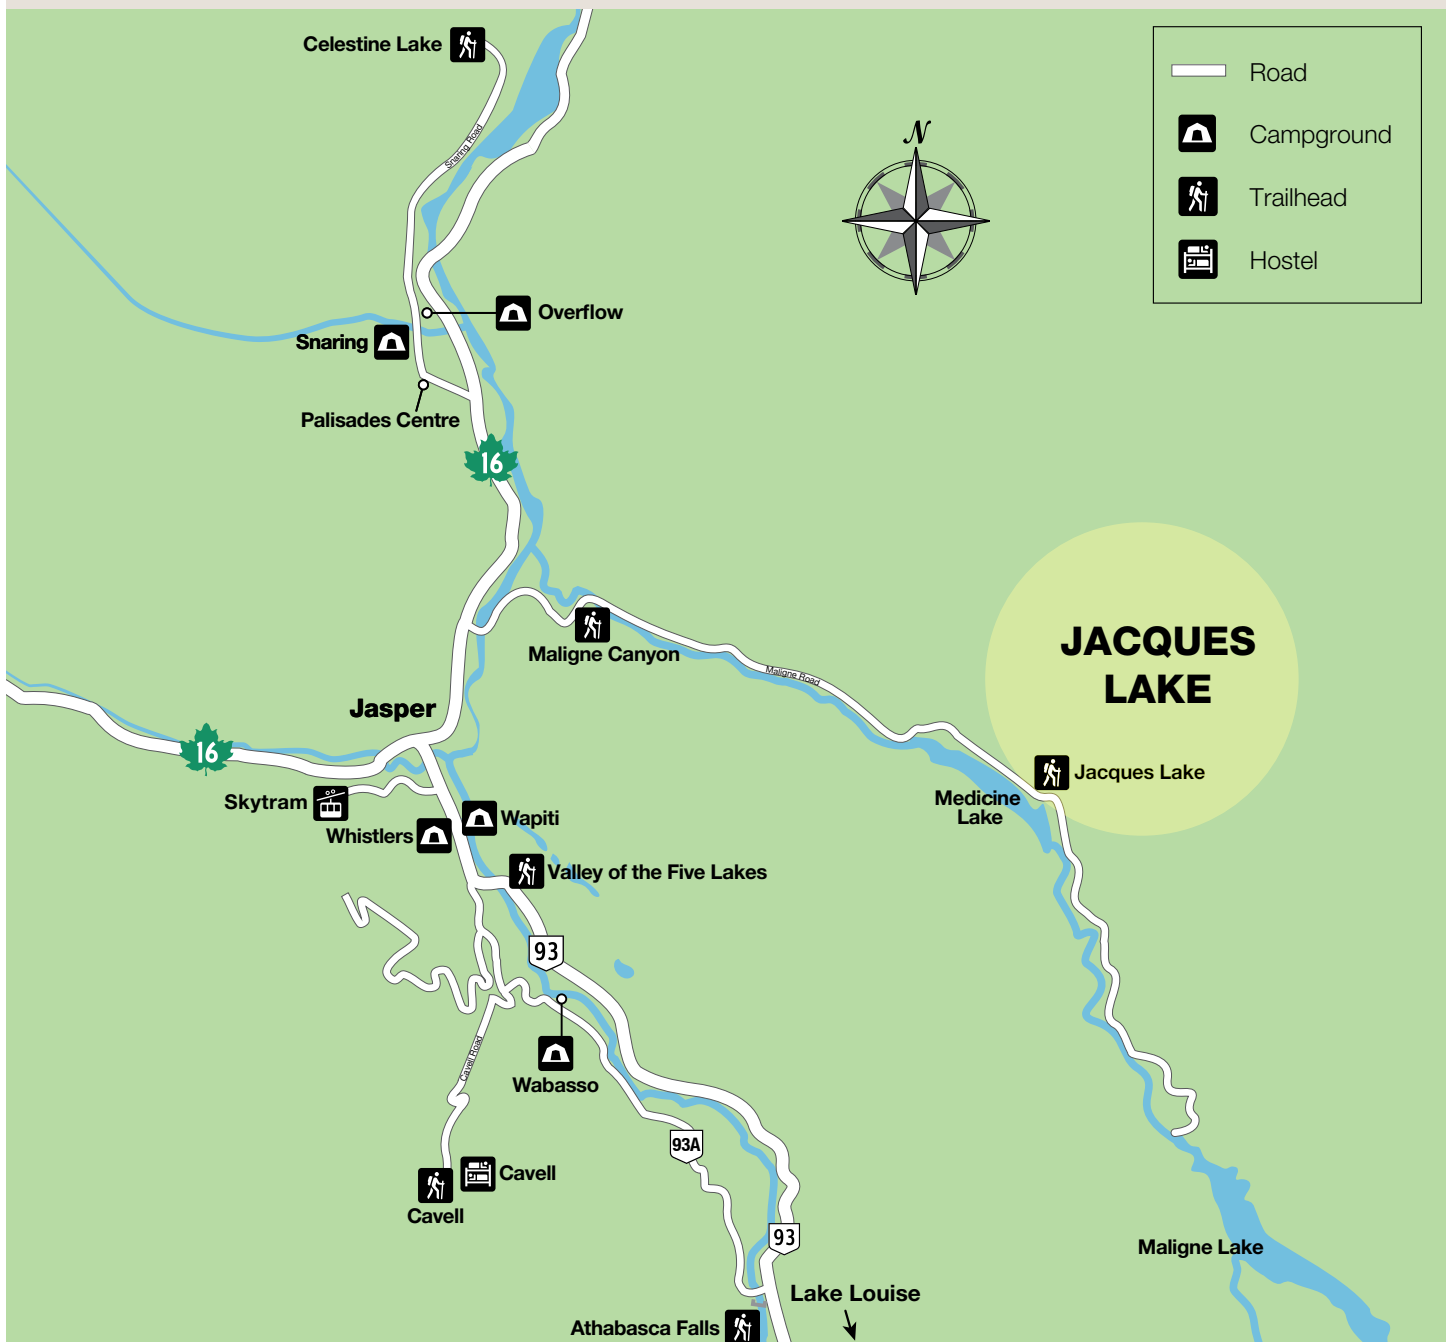 Celestine Lake
Road
Snaring Road
N
Campground
Trailhead
Hostel
Overflow
Snaring
Palisades Centre
16
JACQUES
LAKE
Maligne Canyon
Maligne Road
Jasper
16
Jacques Lake
Skytram
Medicine
Lake
Whistlers
Wapiti
Valley of the Five Lakes
93
Cavell Road
Wabasso
93A
Cavell
Cavell
93
Maligne Lake
Lake Louise
Athabasca Falls